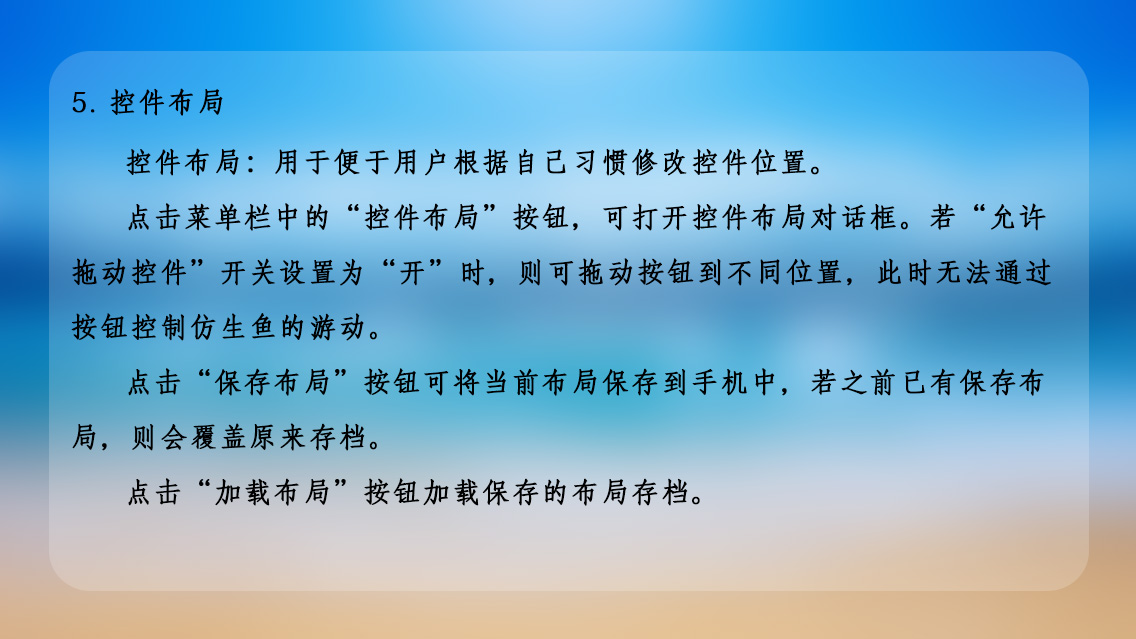 5. 控件布局
控件布局：用于便于用户根据自己习惯修改控件位置。
点击菜单栏中的“控件布局”按钮，可打开控件布局对话框。若“允许
拖动控件”开关设置为“开”时，则可拖动按钮到不同位置，此时无法通过
按钮控制仿生鱼的游动。
点击“保存布局”按钮可将当前布局保存到手机中，若之前已有保存布
局，则会覆盖原来存档。
点击“加载布局”按钮加载保存的布局存档。